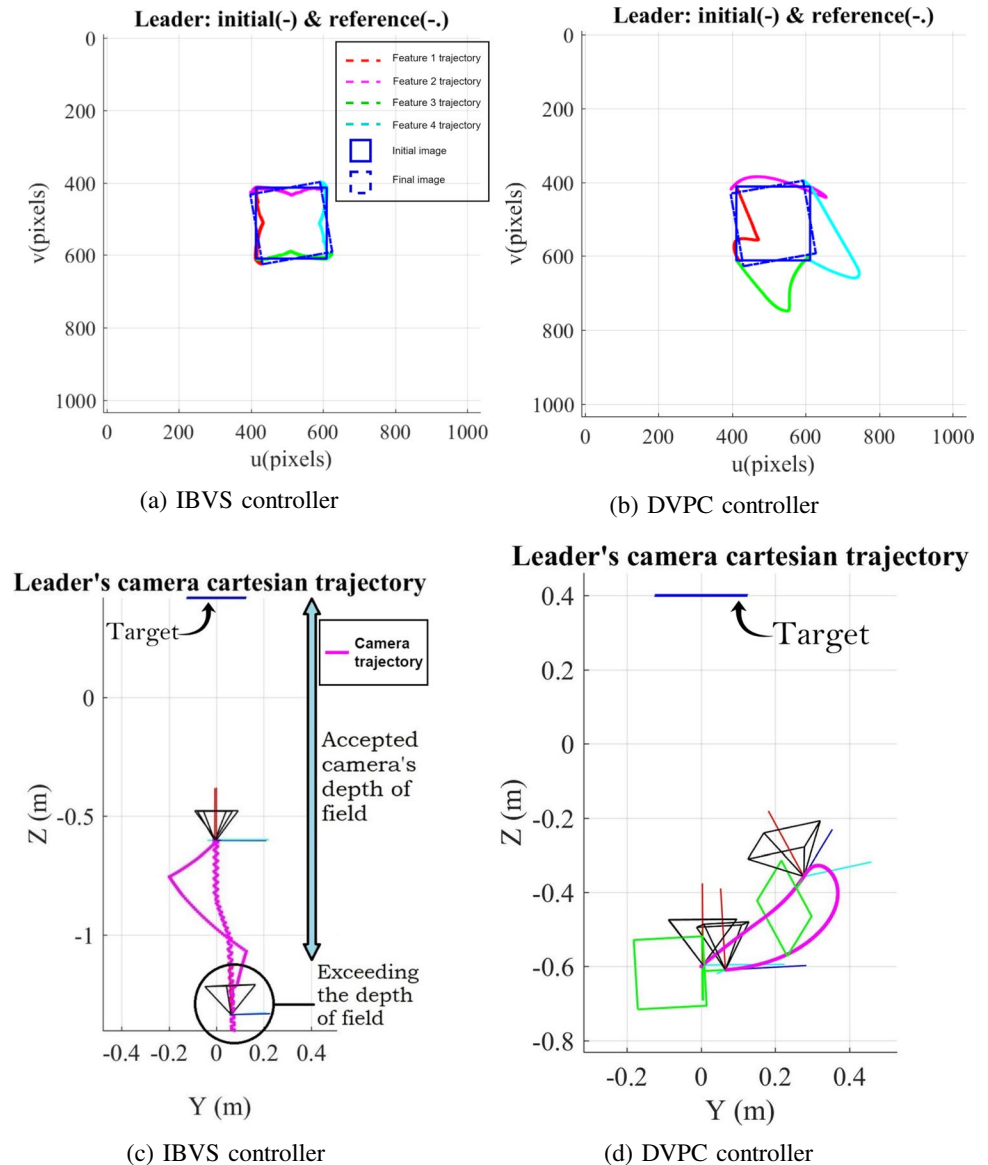 Leader: initial(-) & reference(-.)
0
200
400
600
800
1000
v(pixels)
0
200
400
600
800
1000
u(pixels)
Feature 1 trajectory
Feature 2 trajectory
Feature 3 trajectory
Feature 4 trajectory
Initial image
Final image
(a) IBVS controller
Leader: initial(-) & reference(-.)
0
200
400
600
800
1000
v(pixels)
0
200
400
600
800
1000
u(pixels)
(b) DVPC controller
Leader's camera cartesian trajectory
Target
Camera
trajectory
0
-0.5
-1
Z (m)
Accepted
camera's
depth of
field
Exceeding
the depth
of field
-0.4
-0.2
0
0.2
0.4
Y (m)
(c) IBVS controller
Leader's camera cartesian trajectory
Target
0.4
0.2
0
-0.2
-0.4
-0.6
-0.8
Z (m)
-0.2
0
0.2
0.4
Y (m)
(d) DVPC controller